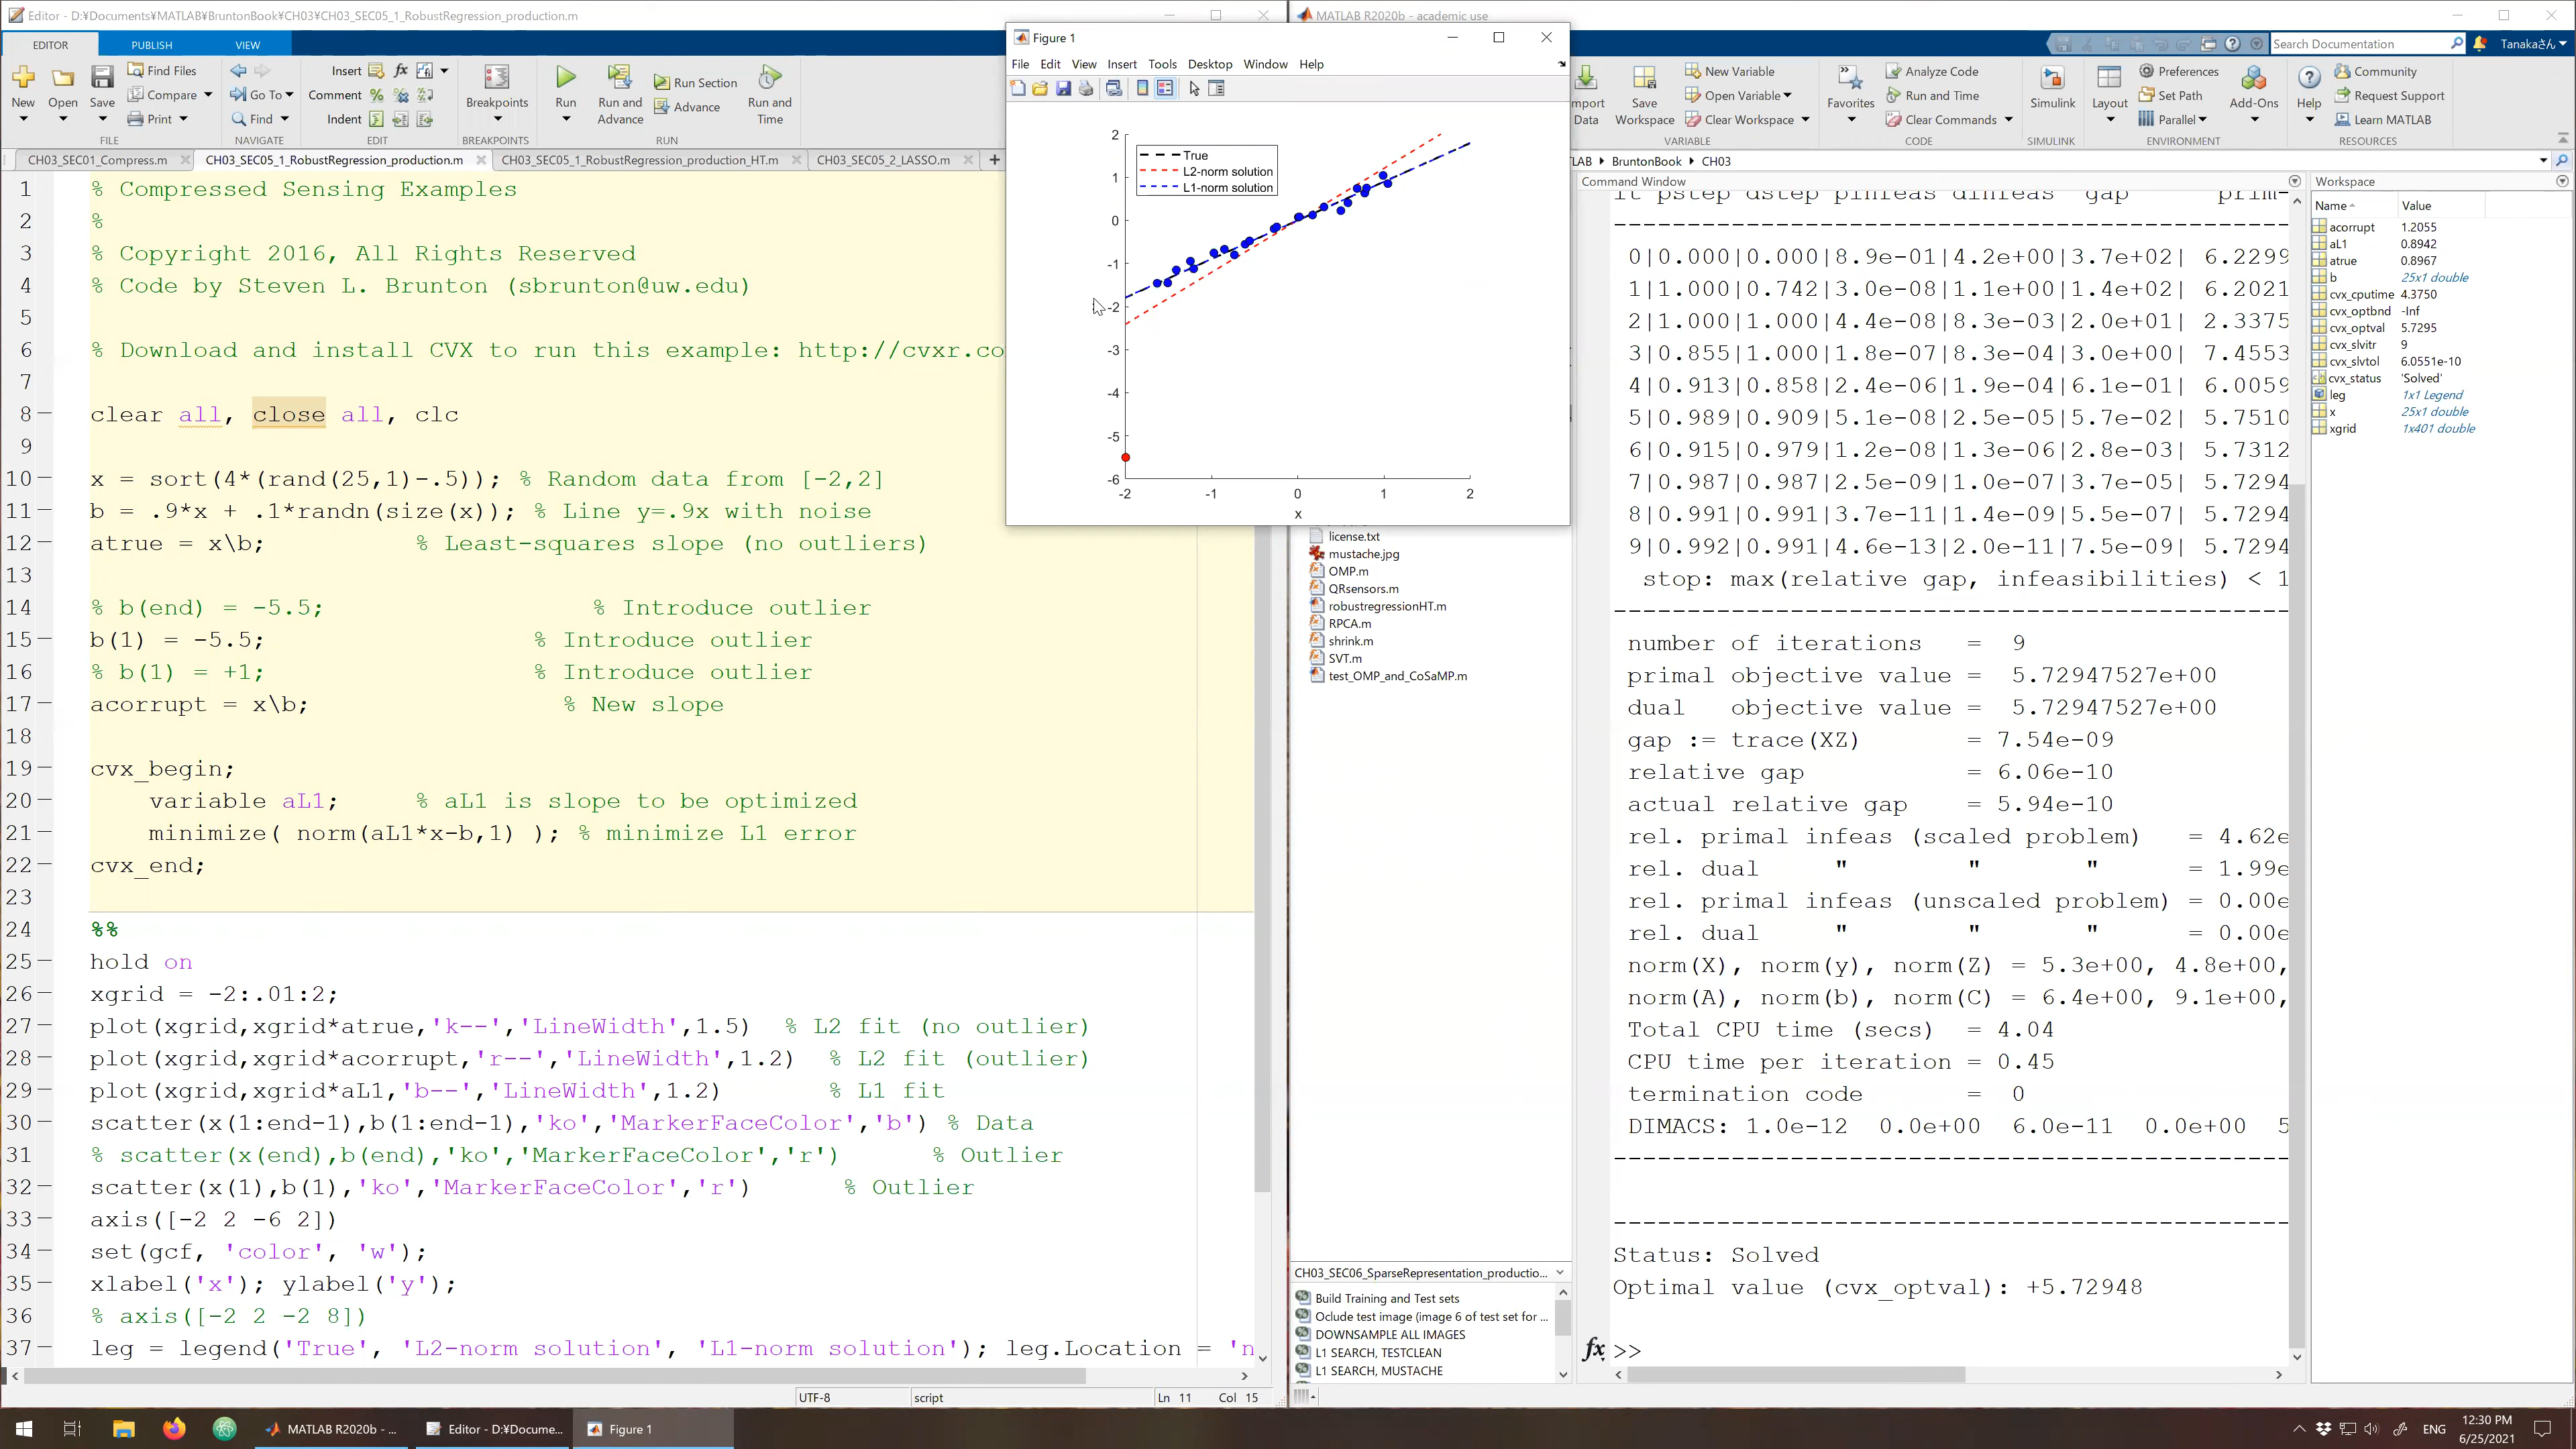 Editor - D:¥Documents¥MATLAB¥BruntonBook¥CH03¥CH03_SEC05_1_RobustRegression_production.m
MATLAB R2020b - academic use
EDITOR PUBLISH VIEW
Search Documentation
Tanakaさん
New
Open
Save
Find Files
Compare
Print
FILE
Go To
Find
NAVIGATE
Insert
Comment
Indent
EDIT
Breakpoints
BREAKPOINTS
Run
Run and Advance
Run Section
Advance
Run and Time
RUN
Figure 1
File Edit View Insert Tools Desktop Window Help
True
L2-norm solution
L1-norm solution
2
1
0
-1
-2
-3
-4
-5
-6
-2 -1 0 1 2
x
Data
Save Workspace
New Variable
Open Variable
Clear Workspace
VARIABLE
Favorites
Analyze Code
Run and Time
Clear Commands
CODE
Simulink
SIMULINK
Layout
Preferences
Set Path
Parallel
Add-Ons
ENVIRONMENT
Help
Community
Request Support
Learn MATLAB
RESOURCES
CH03_SEC01_Compress.m CH03_SEC05_1_RobustRegression_production.m CH03_SEC05_1_RobustRegression_production_HT.m CH03_SEC05_2_LASSO.m
LAB BruntonBook CH03
1 % Compressed Sensing Examples
2 %
3 % Copyright 2016, All Rights Reserved
4 % Code by Steven L. Brunton (sbrunton@uw.edu)
5
6 % Download and install CVX to run this example: http://cvxr.co
7
8 clear all, close all, clc
9
10 x = sort(4*(rand(25,1)-.5)); % Random data from [-2,2]
11 b = .9*x + .1*randn(size(x)); % Line y=.9x with noise
12 atrue = x\b; % Least-squares slope (no outliers)
13
14 % b(end) = -5.5; % Introduce outlier
15 b(1) = -5.5; % Introduce outlier
16 % b(1) = +1; % Introduce outlier
17 acorrupt = x\b; % New slope
18
19 cvx_begin;
20 variable aL1; % aL1 is slope to be optimized
21 minimize( norm(aL1*x-b,1) ); % minimize L1 error
22 cvx_end;
23
24 %%
25 hold on
26 xgrid = -2:.01:2;
27 plot(xgrid,xgrid*atrue,'k--','LineWidth',1.5) % L2 fit (no outlier)
28 plot(xgrid,xgrid*acorrupt,'r--','LineWidth',1.2) % L2 fit (outlier)
29 plot(xgrid,xgrid*aL1,'b--','LineWidth',1.2) % L1 fit
30 scatter(x(1:end-1),b(1:end-1),'ko','MarkerFaceColor','b') % Data
31 % scatter(x(end),b(end),'ko','MarkerFaceColor','r') % Outlier
32 scatter(x(1),b(1),'ko','MarkerFaceColor','r') % Outlier
33 axis([-2 2 -6 2])
34 set(gcf, 'color', 'w');
35 xlabel('x'); ylabel('y');
36 % axis([-2 2 -2 8])
37 leg = legend('True', 'L2-norm solution', 'L1-norm solution'); leg.Location = 'n
UTF-8 script Ln 11 Col 15
license.txt
mustache.jpg
OMP.m
QRsensors.m
robustregressionHT.m
RPCA.m
shrink.m
SVT.m
test_OMP_and_CoSaMP.m
CH03_SEC06_SparseRepresentation_productio...
Build Training and Test sets
Oclude test image (image 6 of test set for ...
DOWNSAMPLE ALL IMAGES
L1 SEARCH, TESTCLEAN
L1 SEARCH, MUSTACHE
Command Window
it pstep dstep pinfeas dinfeas gap prim-
0|0.000|0.000|8.9e-01|4.2e+00|3.7e+02| 6.2299
1|1.000|0.742|3.0e-08|1.1e+00|1.4e+02| 6.2021
2|1.000|1.000|4.4e-08|8.3e-03|2.0e+01| 2.3375
3|0.855|1.000|1.8e-07|8.3e-04|3.0e+00| 7.4553
4|0.913|0.858|2.4e-06|1.9e-04|6.1e-01| 6.0059
5|0.989|0.909|5.1e-08|2.5e-05|5.7e-02| 5.7510
6|0.915|0.979|1.2e-08|1.3e-06|2.8e-03| 5.7312
7|0.987|0.987|2.5e-09|1.0e-07|3.7e-05| 5.7294
8|0.991|0.991|3.7e-11|1.4e-09|5.5e-07| 5.7294
9|0.992|0.991|4.6e-13|2.0e-11|7.5e-09| 5.7294
stop: max(relative gap, infeasibilities) < 1
number of iterations = 9
primal objective value = 5.72947527e+00
dual objective value = 5.72947527e+00
gap := trace(XZ) = 7.54e-09
relative gap = 6.06e-10
actual relative gap = 5.94e-10
rel. primal infeas (scaled problem) = 4.62e
rel. dual " " " = 1.99e
rel. primal infeas (unscaled problem) = 0.00e
rel. dual " " " = 0.00e
norm(X), norm(y), norm(Z) = 5.3e+00, 4.8e+00,
norm(A), norm(b), norm(C) = 6.4e+00, 9.1e+00,
Total CPU time (secs) = 4.04
CPU time per iteration = 0.45
termination code = 0
DIMACS: 1.0e-12 0.0e+00 6.0e-11 0.0e+00 5
Status: Solved
Optimal value (cvx_optval): +5.72948
fx >>
Workspace
Name Value
acorrupt 1.2055
aL1 0.8942
atrue 0.8967
b 25x1 double
cvx_cputime 4.3750
cvx_optbnd -Inf
cvx_optval 5.7295
cvx_slvitr 9
cvx_slvtol 6.0551e-10
cvx_status 'Solved'
leg 1x1 Legend
x 25x1 double
xgrid 1x401 double
MATLAB R2020b - ...
Editor - D:¥Docume...
Figure 1
ENG
12:30 PM
6/25/2021